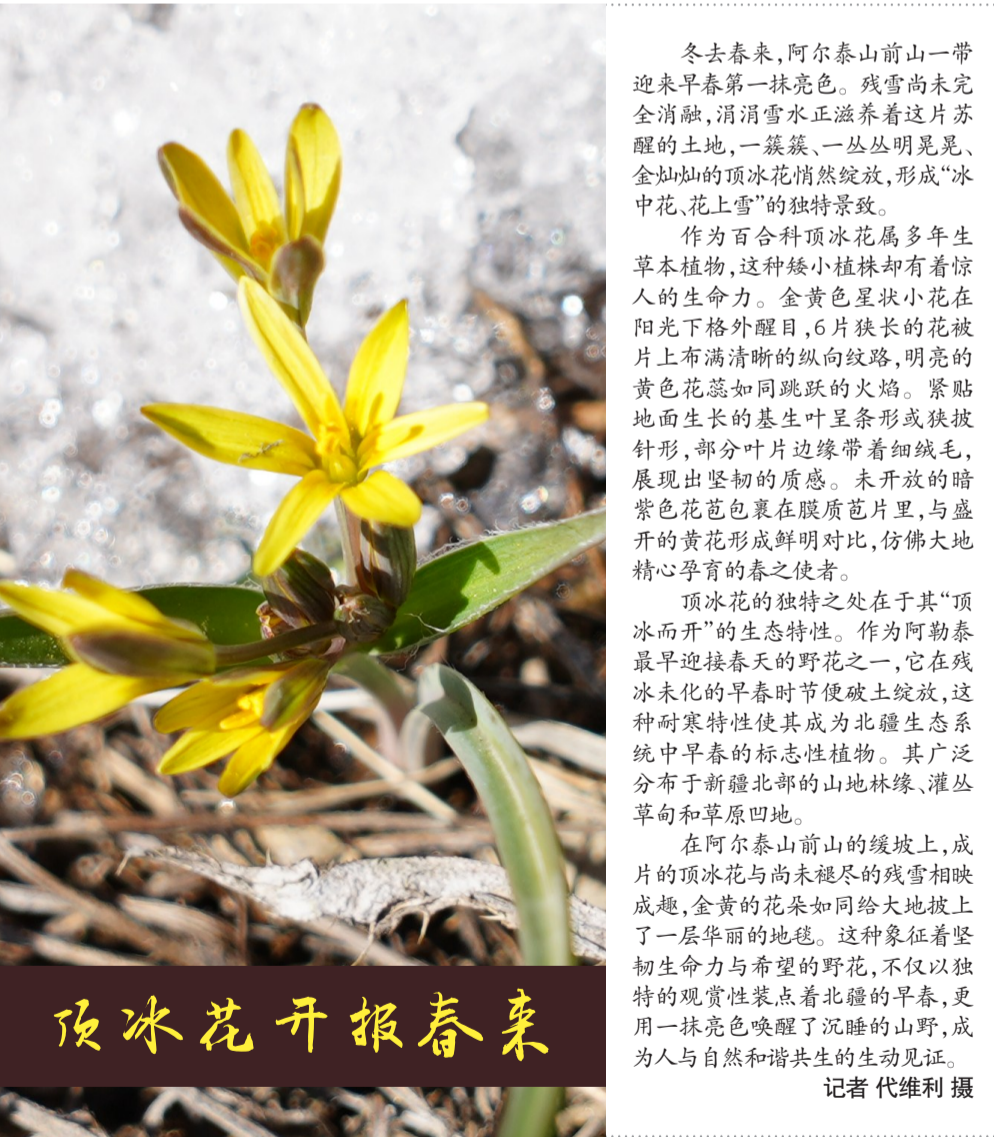 顶冰花开报春来
冬去春来,阿尔泰山前山一带
迎来早春第一抹亮色。残雪尚未完
全消融,涓涓雪水正滋养着这片苏
醒的土地,一簇簇、一丛丛明晃晃、
金灿灿的顶冰花悄然绽放,形成“冰
中花、花上雪”的独特景致。
作为百合科顶冰花属多年生
草本植物,这种矮小植株却有着惊
人的生命力。金黄色星状小花在
阳光下格外醒目,6片狭长的花被
片上布满清晰的纵向纹路,明亮的
黄色花蕊如同跳跃的火焰。紧贴
地面生长的基生叶呈条形或狭披
针形,部分叶片边缘带着细绒毛,
展现出坚韧的质感。未开放的暗
紫色花苞包裹在膜质苞片里,与盛
开的黄花形成鲜明对比,仿佛大地
精心孕育的春之使者。
顶冰花的独特之处在于其“顶
冰而开”的生态特性。作为阿勒泰
最早迎接春天的野花之一,它在残
冰未化的早春时节便破土绽放,这
种耐寒特性使其成为北疆生态系
统中早春的标志性植物。其广泛
分布于新疆北部的山地林缘、灌丛
草甸和草原凹地。
在阿尔泰山前山的缓坡上,成
片的顶冰花与尚未褪尽的残雪相映
成趣,金黄的花朵如同给大地披上
了一层华丽的地毯。这种象征着坚
韧生命力与希望的野花,不仅以独
特的观赏性装点着北疆的早春,更
用一抹亮色唤醒了沉睡的山野,成
为人与自然和谐共生的生动见证。
记者 代维利 摄